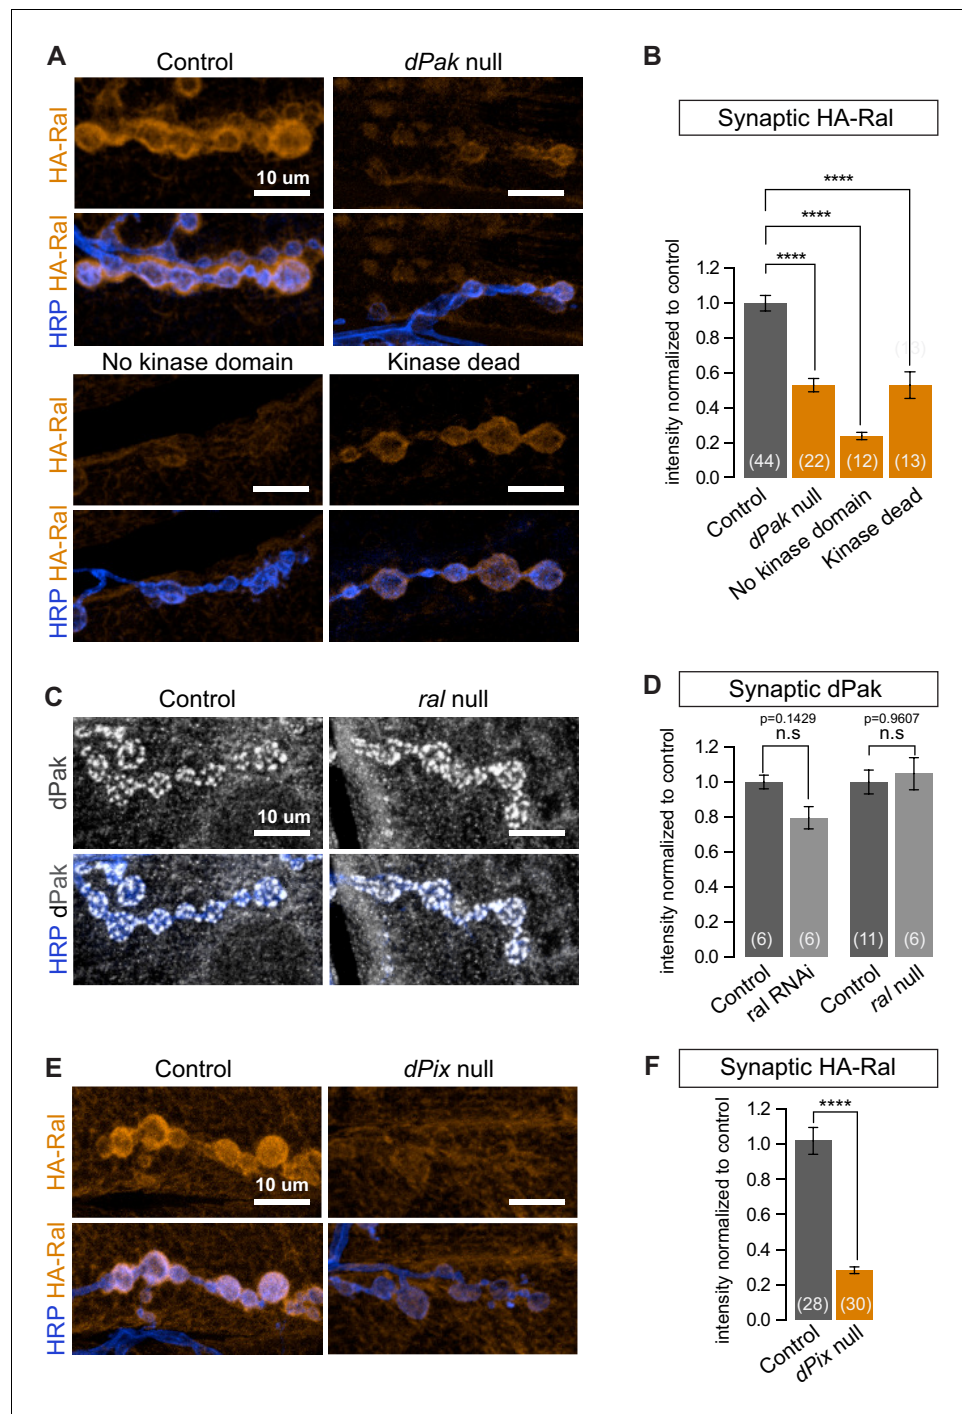 A
Control
dPak null
HA-Ral
10 um
HRP HA-Ral
No kinase domain
Kinase dead
HA-Ral
HRP HA-Ral
B
Synaptic HA-Ral
****
****
****
intensity normalized to control
1.2
1.0
0.8
0.6
0.4
0.2
0.0
(13)
(44)
(22)
(12)
(13)
Control
dPak null
No kinase domain
Kinase dead
C
Control
ral null
dPak
10 um
HRP dPak
D
Synaptic dPak
p=0.1429
n.s
p=0.9607
n.s
intensity normalized to control
1.2
1.0
0.8
0.6
0.4
0.2
0.0
(6)
(6)
(11)
(6)
Control
ral RNAi
Control
ral null
E
Control
dPix null
HA-Ral
10 um
HRP HA-Ral
F
Synaptic HA-Ral
****
intensity normalized to control
1.2
1.0
0.8
0.6
0.4
0.2
0.0
(28)
(30)
Control
dPix null